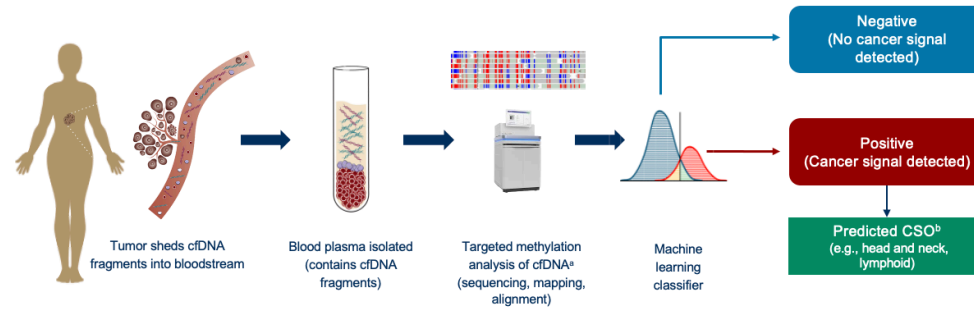 Negative
(No cancer signal
detected)
Positive
(Cancer signal detected)
Predicted CSOᵇ
(e.g., head and neck,
lymphoid)
Tumor sheds cfDNA
fragments into bloodstream
Blood plasma isolated
(contains cfDNA
fragments)
Targeted methylation
analysis of cfDNAᵃ
(sequencing, mapping,
alignment)
Machine
learning
classifier